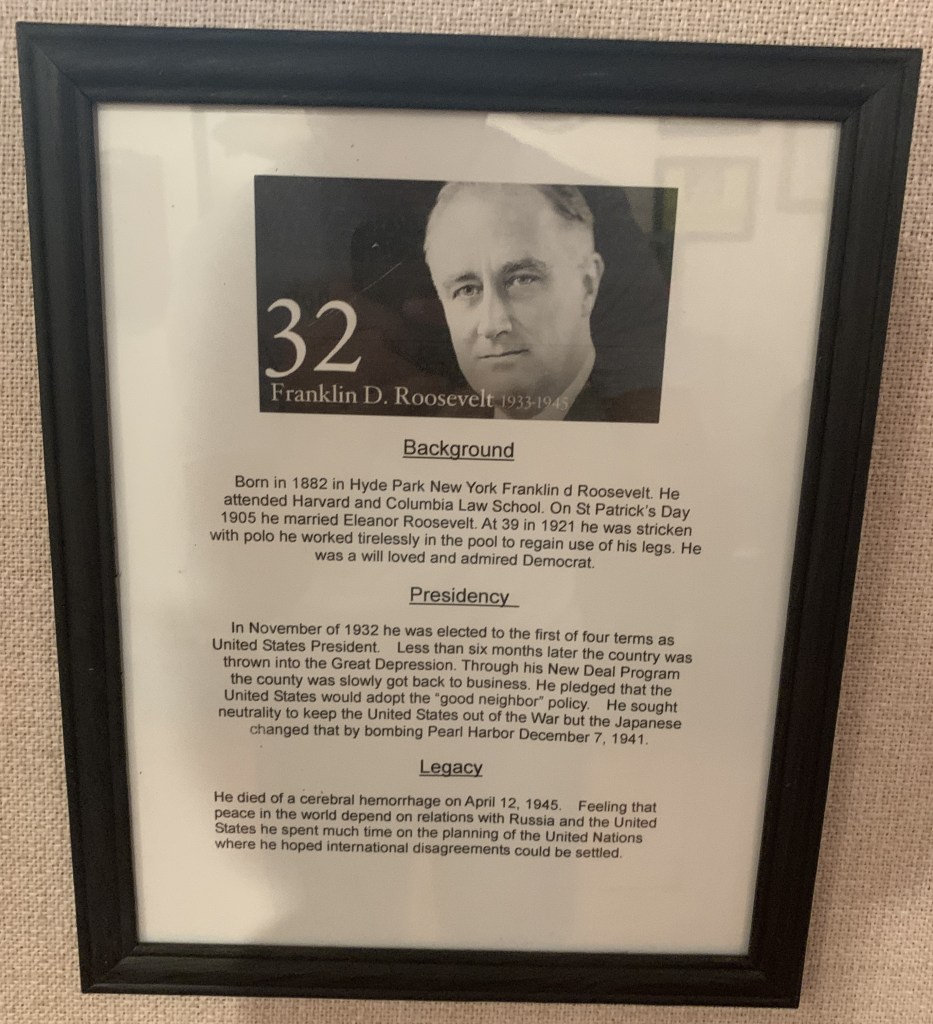 32
Franklin D. Roosevelt 1933-1945
Background
Born in 1882 in Hyde Park New York Franklin d Roosevelt. He
attended Harvard and Columbia Law School. On St Patrick's Day
1905 he married Eleanor Roosevelt. At 39 in 1921 he was stricken
with polo he worked tirelessly in the pool to regain use of his legs. He
was a will loved and admired Democrat.
Presidency
In November of 1932 he was elected to the first of four terms as
United States President. Less than six months later the country was
thrown into the Great Depression. Through his New Deal Program
the county was slowly got back to business. He pledged that the
United States would adopt the "good neighbor" policy. He sought
neutrality to keep the United States out of the War but the Japanese
changed that by bombing Pearl Harbor December 7, 1941.
Legacy
He died of a cerebral hemorrhage on April 12, 1945. Feeling that
peace in the world depend on relations with Russia and the United
States he spent much time on the planning of the United Nations
where he hoped international disagreements could be settled.